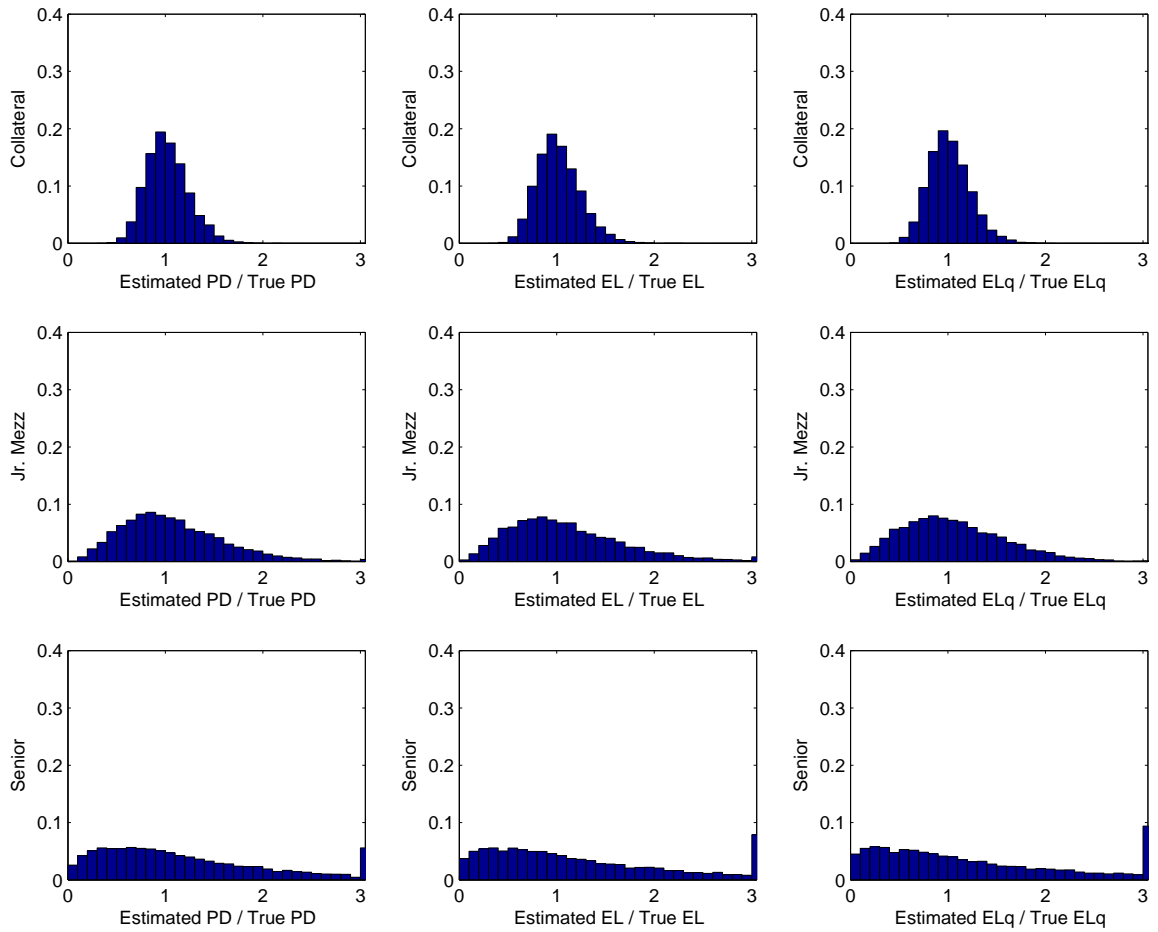 0.4 0.4 0.4
0.3 0.3 0.3
Collateral Collateral Collateral
0.2 0.2 0.2
0.1 0.1 0.1
0 0 0
0 1 2 3 0 1 2 3 0 1 2 3
Estimated PD / True PD Estimated EL / True EL Estimated ELq / True ELq
0.4 0.4 0.4
0.3 0.3 0.3
Jr. Mezz Jr. Mezz Jr. Mezz
0.2 0.2 0.2
0.1 0.1 0.1
0 0 0
0 1 2 3 0 1 2 3 0 1 2 3
Estimated PD / True PD Estimated EL / True EL Estimated ELq / True ELq
0.4 0.4 0.4
0.3 0.3 0.3
Senior Senior Senior
0.2 0.2 0.2
0.1 0.1 0.1
0 0 0
0 1 2 3 0 1 2 3 0 1 2 3
Estimated PD / True PD Estimated EL / True EL Estimated ELq / True ELq